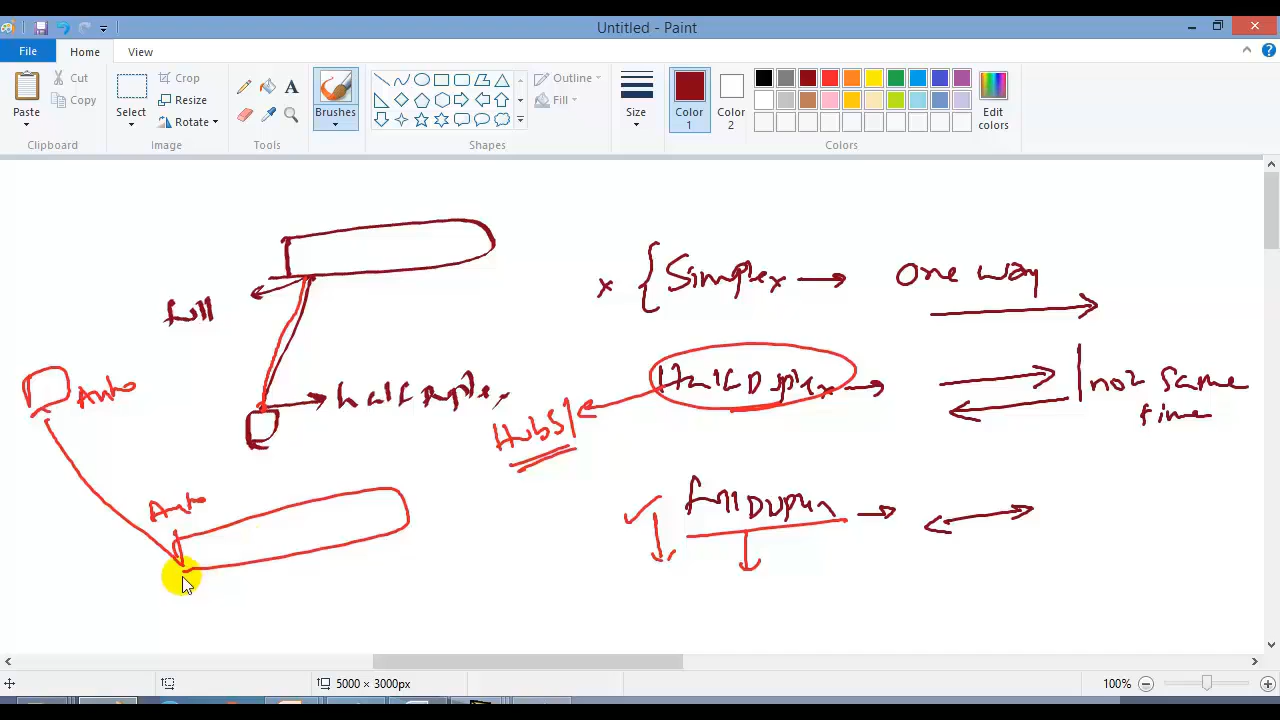 Untitled - Paint
File
Home
View
Paste
Cut
Copy
Clipboard
Select
Crop
Resize
Rotate
Image
Tools
Brushes
Outline
Fill
Shapes
Size
Color 1
Color 2
Edit colors
Colors
x { Simplex → one way
full
Half Duplex → not same
time
Auto
half Duplex
Hubs
Auto
full Duplex →
5000 × 3000px
100%